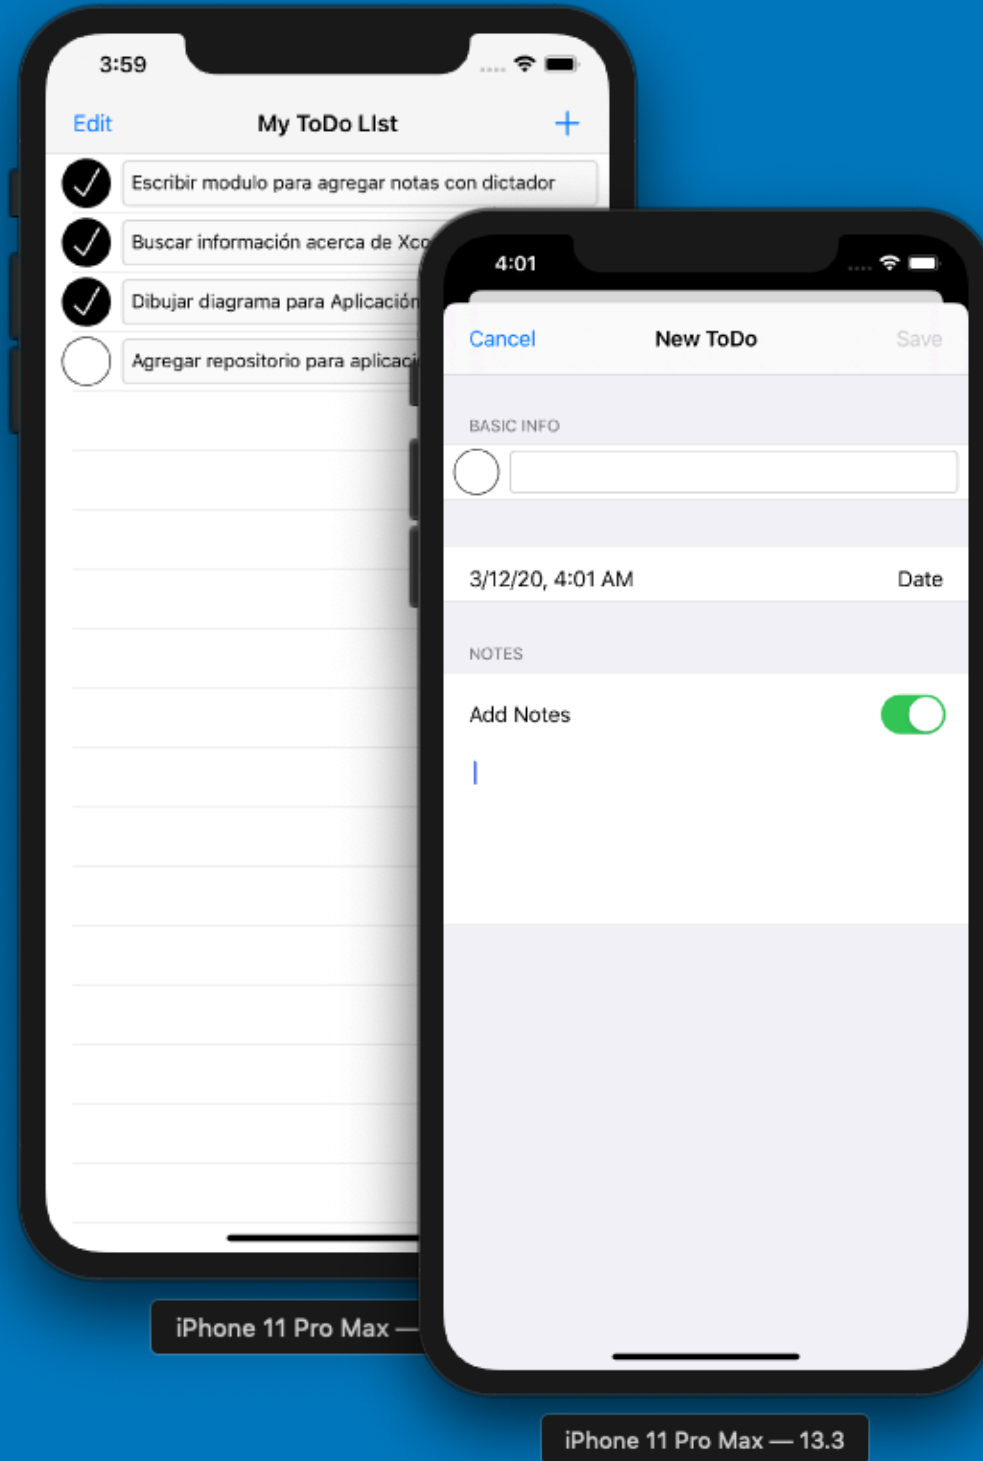 3:59
Edit
My ToDo LIst
Escribir modulo para agregar notas con dictador
Buscar información acerca de
Dibujar diagrama para Aplicación
Agregar repositorio para
iPhone 11 Pro Max —
4:01
Cancel
New ToDo
Save
BASIC INFO
3/12/20, 4:01 AM
Date
NOTES
Add Notes
iPhone 11 Pro Max — 13.3